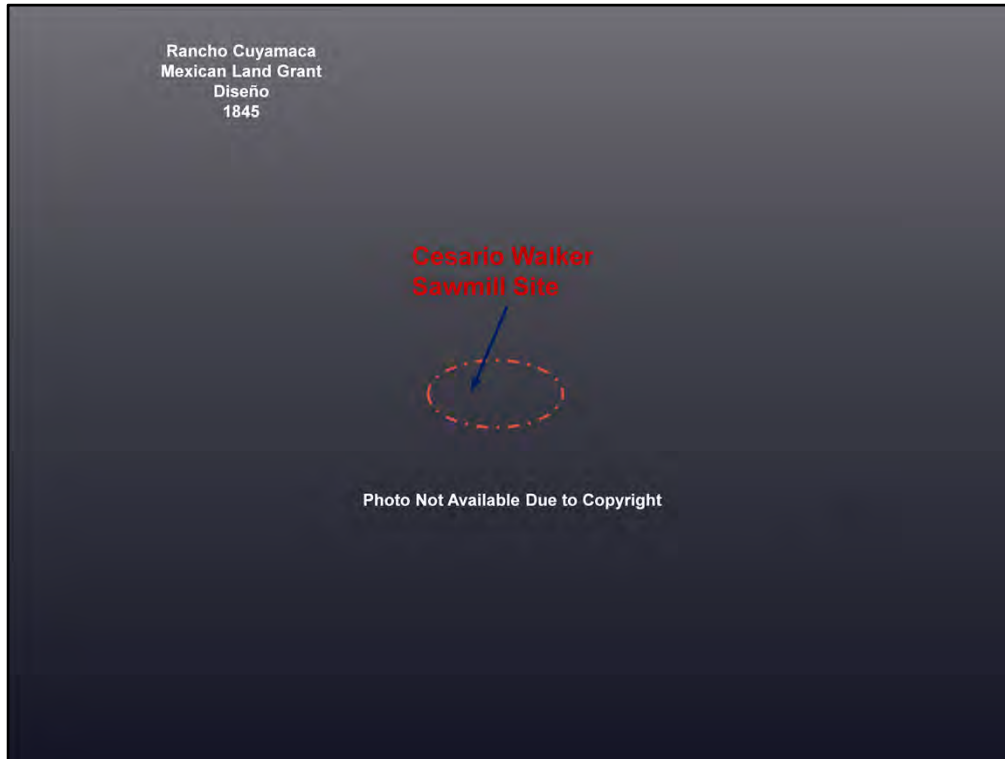 Rancho Cuyamaca
Mexican Land Grant
Diseño
1845
Cesario Walker
Sawmill Site
Photo Not Available Due to Copyright